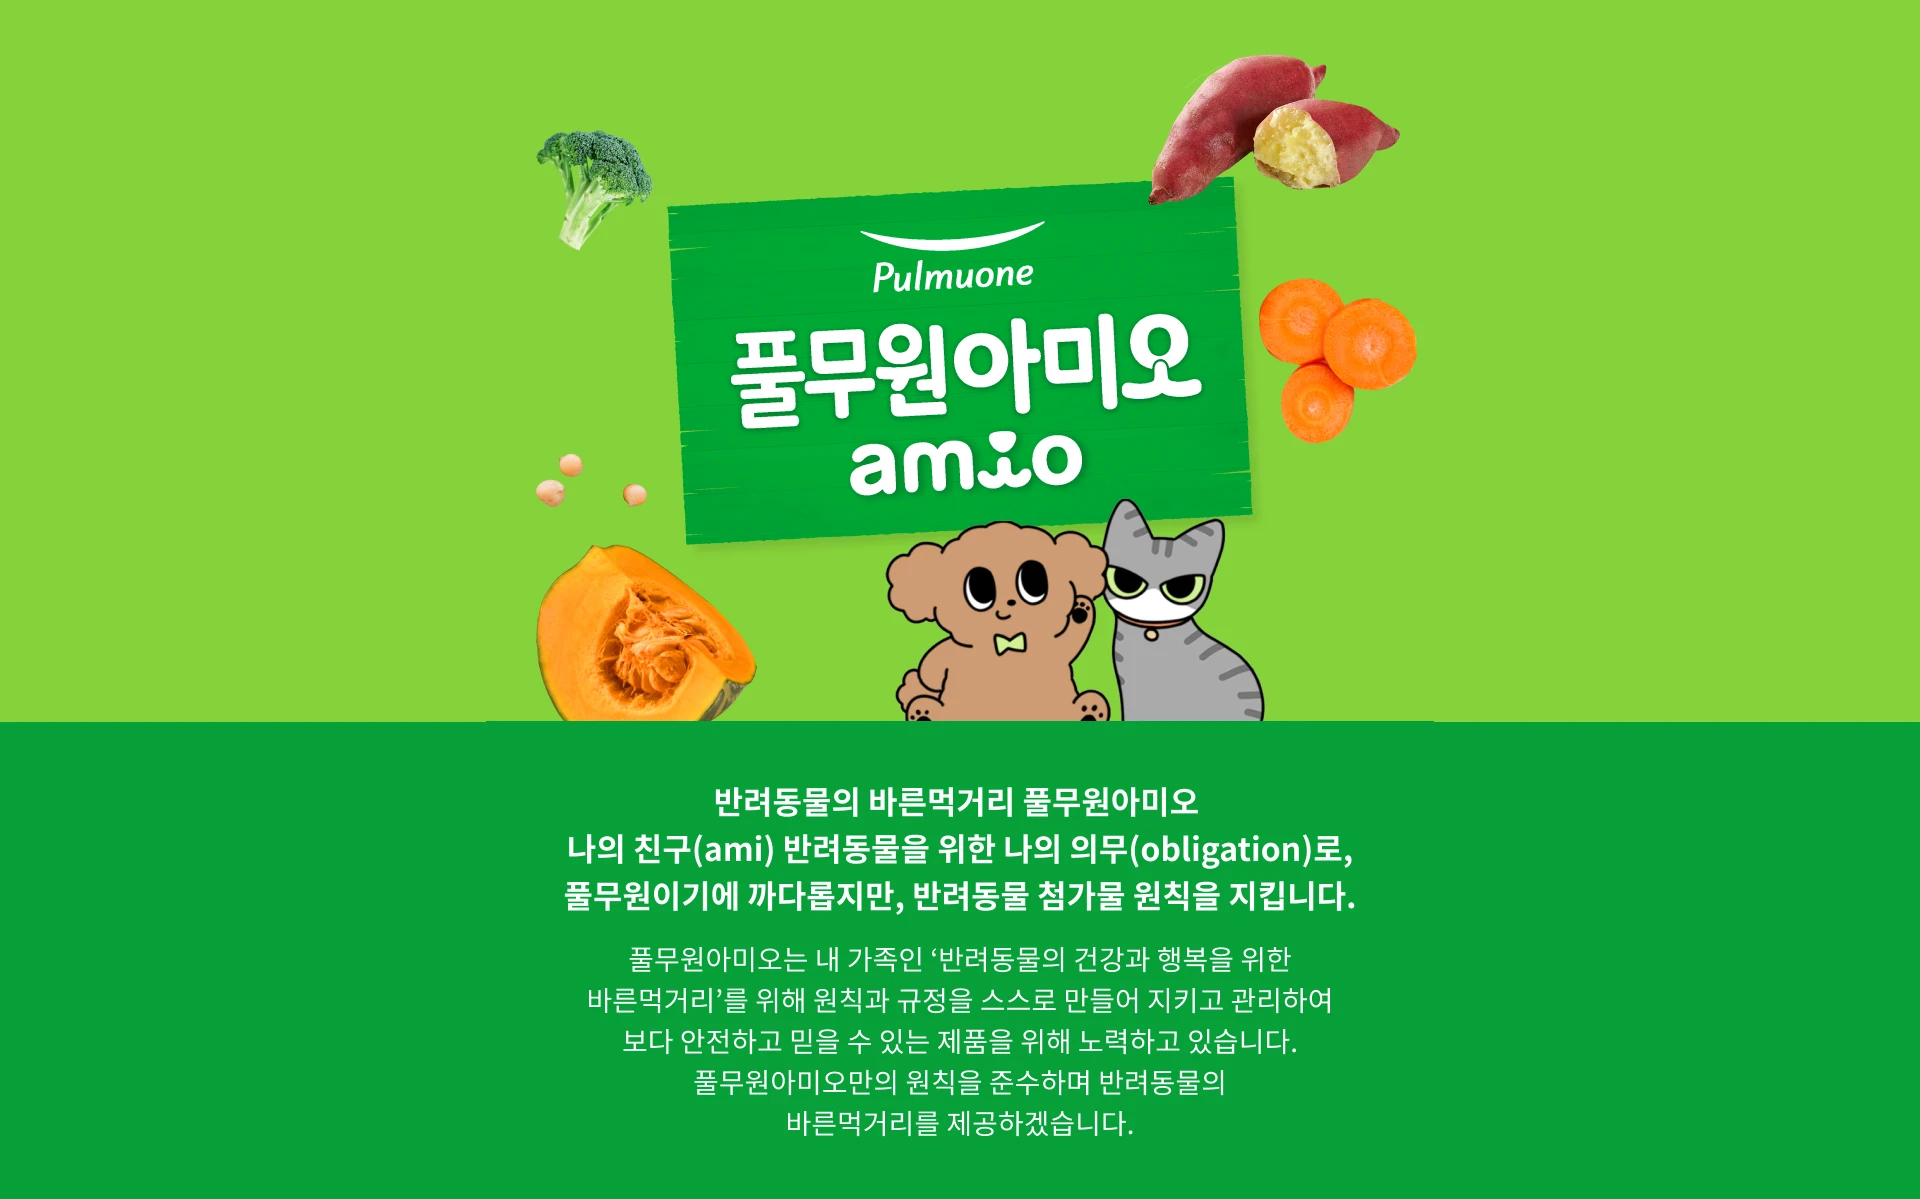 Pulmuone
풀무원아미오
amio
반려동물의 바른먹거리 풀무원아미오
나의 친구(ami) 반려동물을 위한 나의 의무(obligation)로,
풀무원이기에 까다롭지만, 반려동물 첨가물 원칙을 지킵니다.
풀무원아미오는 내 가족인 ‘반려동물의 건강과 행복을 위한
바른먹거리’를 위해 원칙과 규정을 스스로 만들어 지키고 관리하여
보다 안전하고 믿을 수 있는 제품을 위해 노력하고 있습니다.
풀무원아미오만의 원칙을 준수하며 반려동물의
바른먹거리를 제공하겠습니다.